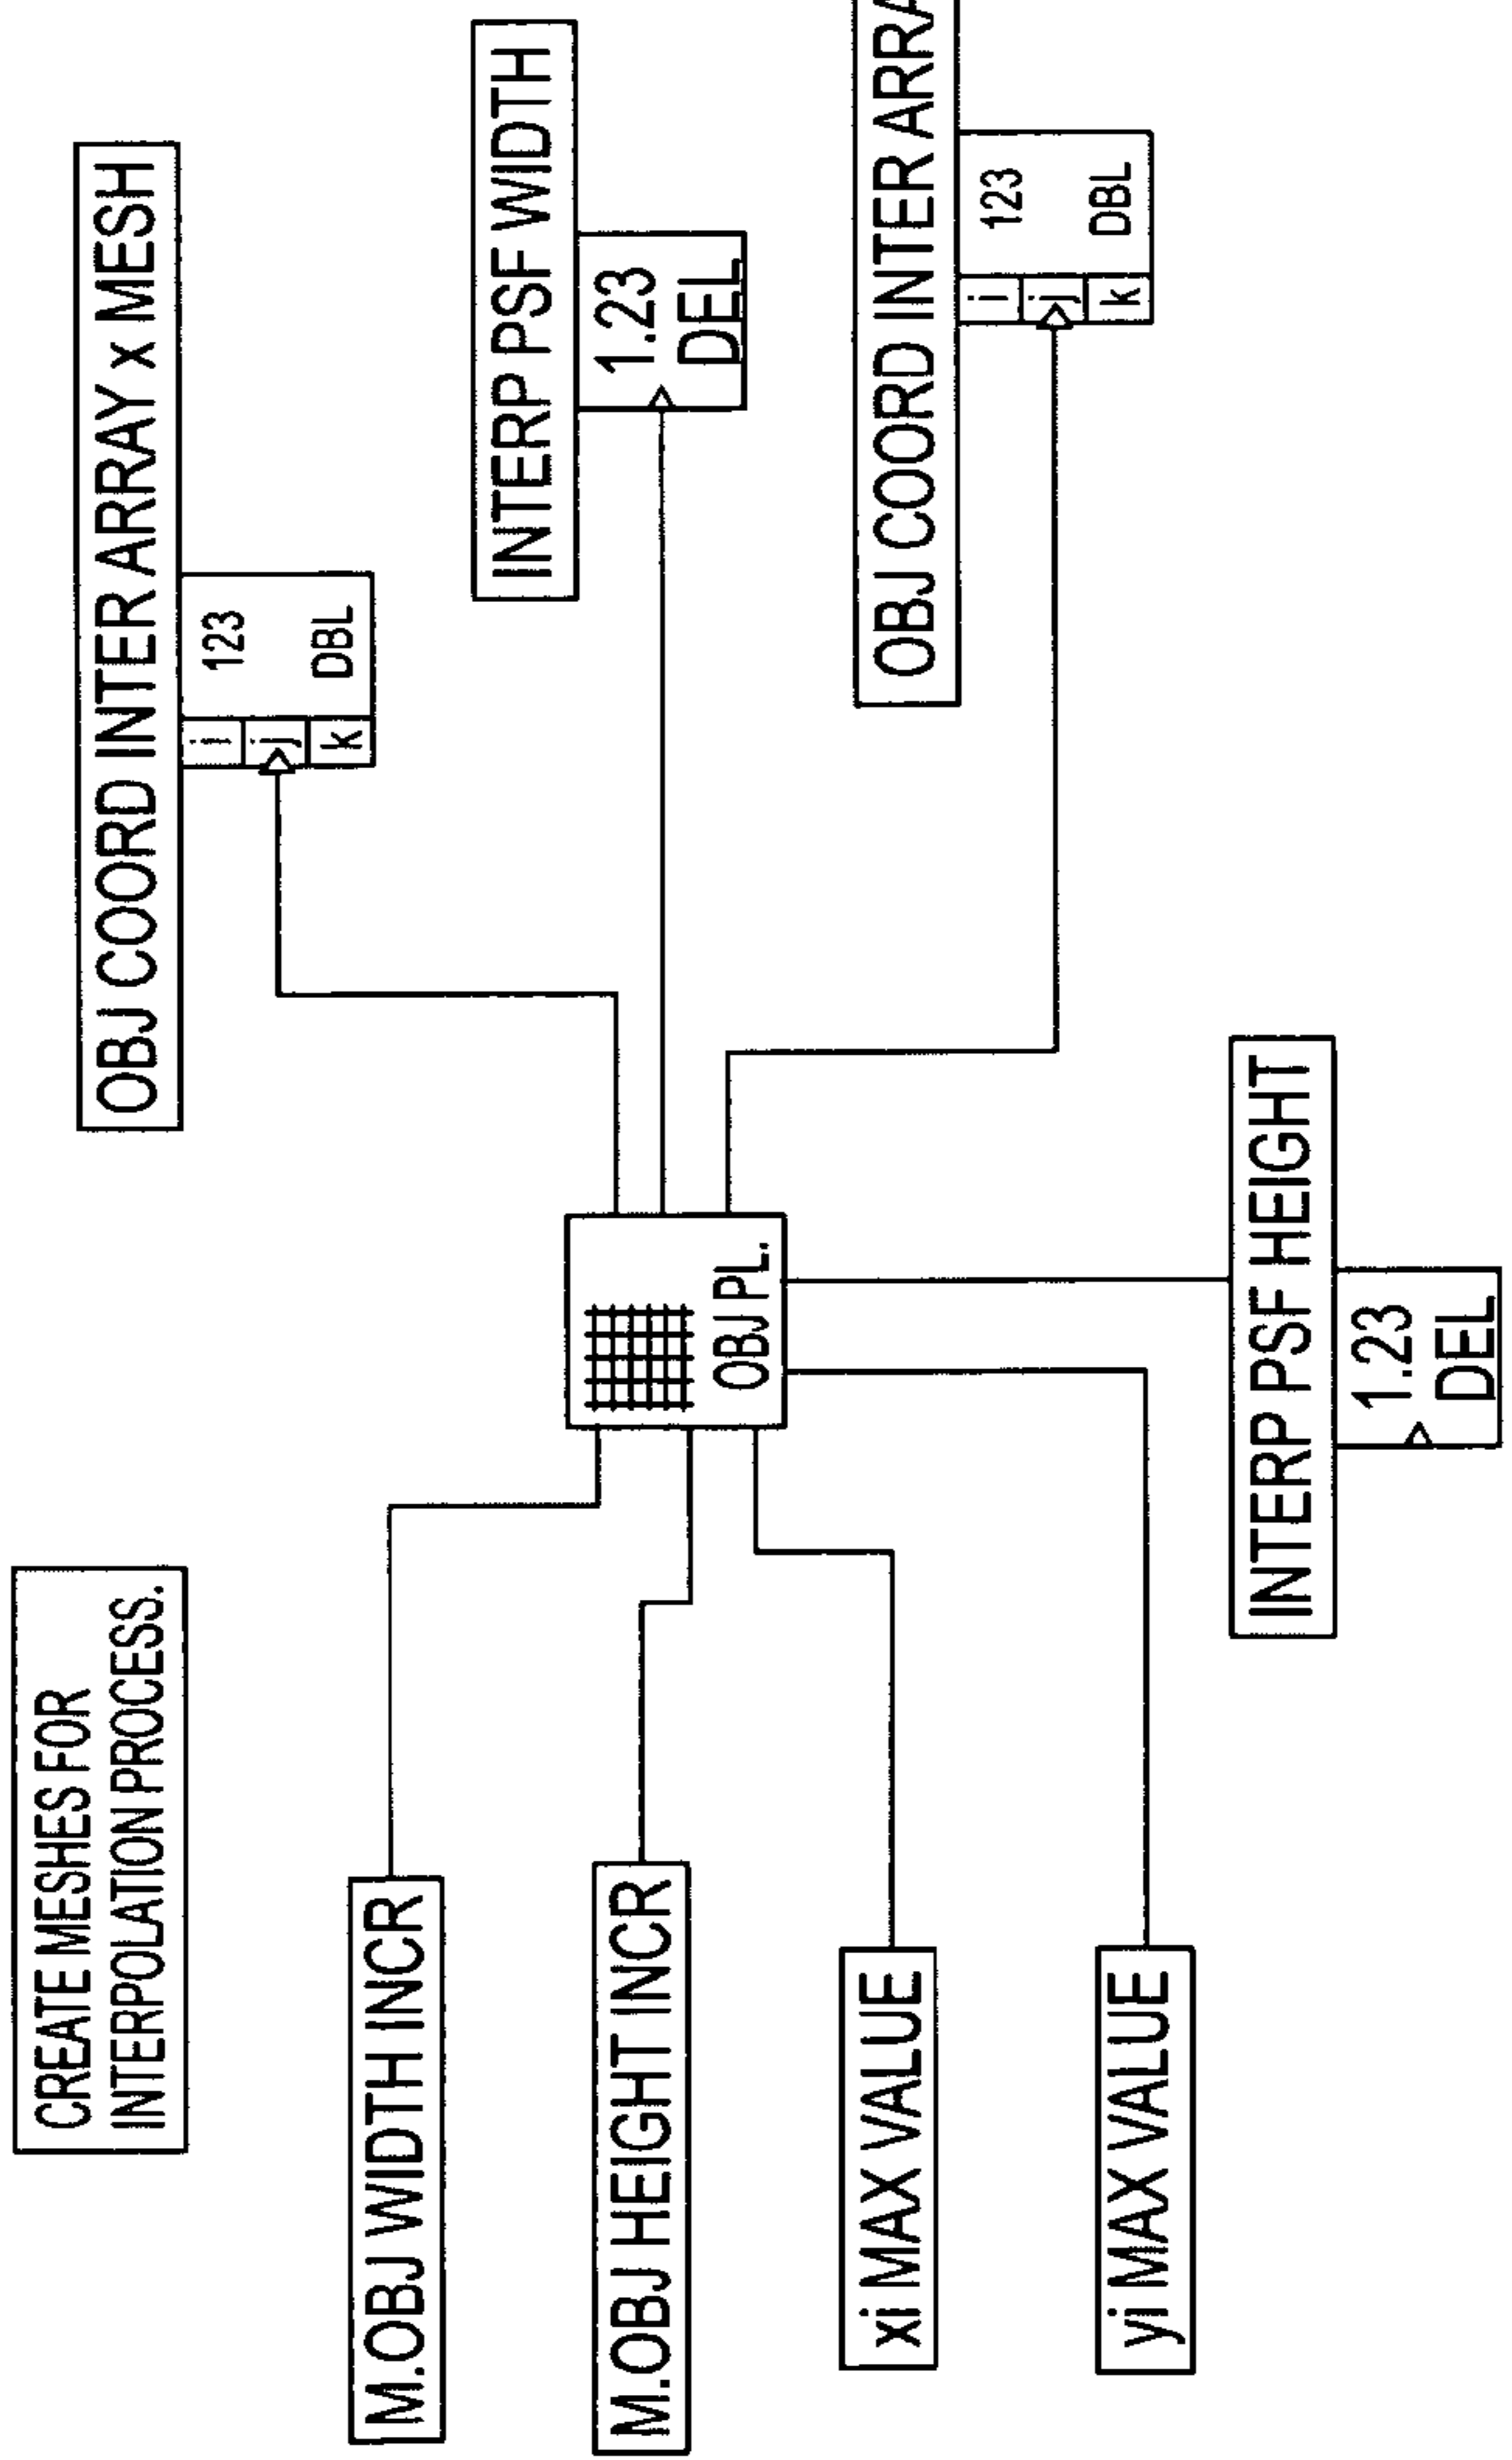 CREATE MESHES FOR
INTERPOLATION PROCESS.
OBJ COORD INTER ARRAY x MESH
i
j
k
123
DBL
M.OBJ WIDTH INCR
INTERP PSF WIDTH
1.23
DEL
M.OBJ HEIGHT INCR
OBJ PL.
xi MAX VALUE
OBJ COORD INTER
i
j
k
123
DBL
yi MAX VALUE
INTERP PSF HEIGHT
1.23
DEL